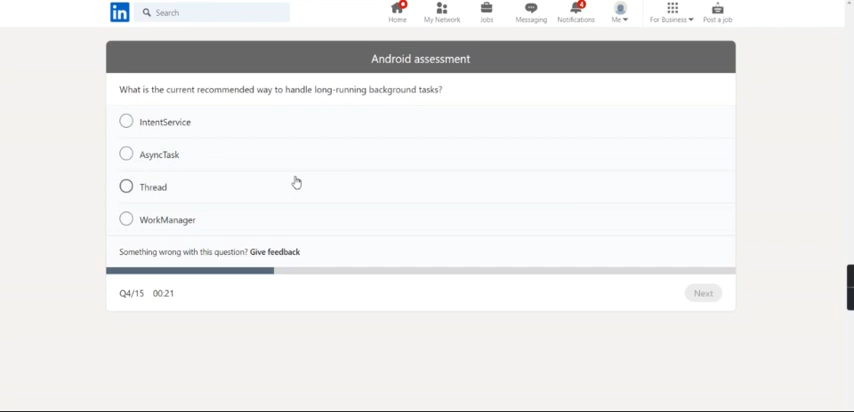 in
Search
Home
My Network
Jobs
Messaging
4
Notifications
Me
For Business
Post a job
Android assessment
What is the current recommended way to handle long-running background tasks?
IntentService
AsyncTask
Thread
WorkManager
Something wrong with this question? Give feedback
Q4/15 00:21
Next